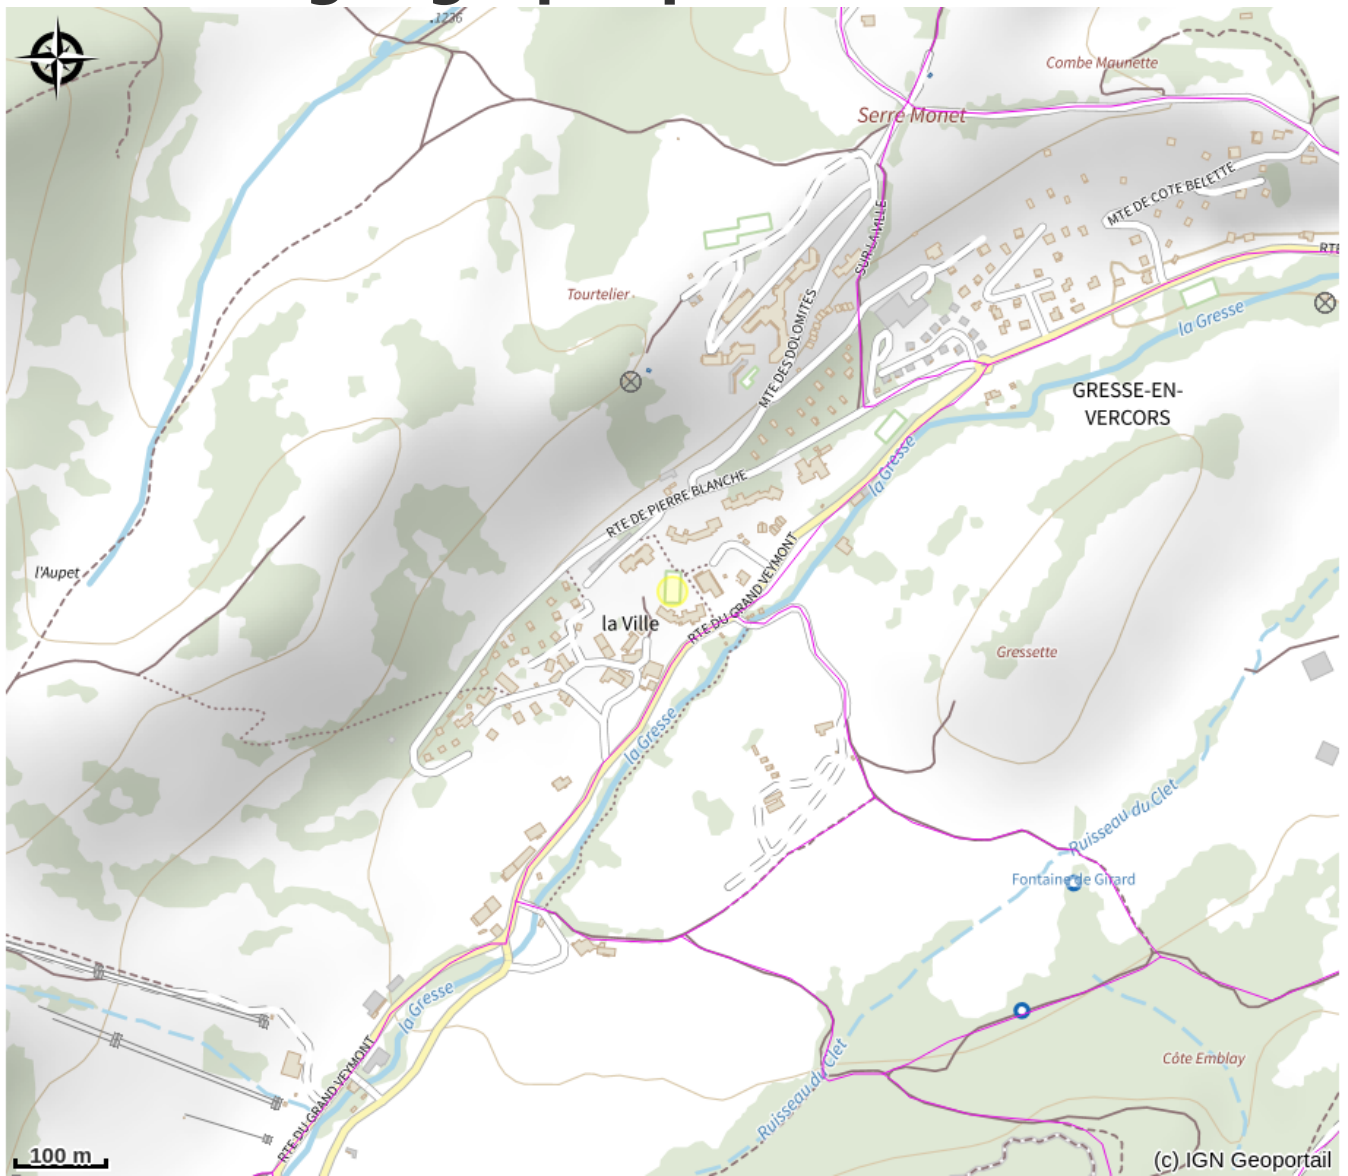 .1236
Combe Maunette
Serre Monet
MTE DE COTE BELETTE
SUR LA VILLE
RTE
Tourtelier
MTE DES DOLOMITES
la Gresse
GRESSE-EN-
VERCORS
la Gresse
RTE DE PIERRE BLANCHE
l'Aupet
RTE DU GRAND VEYMONT
la Ville
Gressette
la Gresse
Ruisseau du Clet
Fontaine de Girard
la Gresse
RTE DU GRAND VEYMONT
Ruisseau du Clet
Côte Emblay
100 m
(c) IGN Geoportail